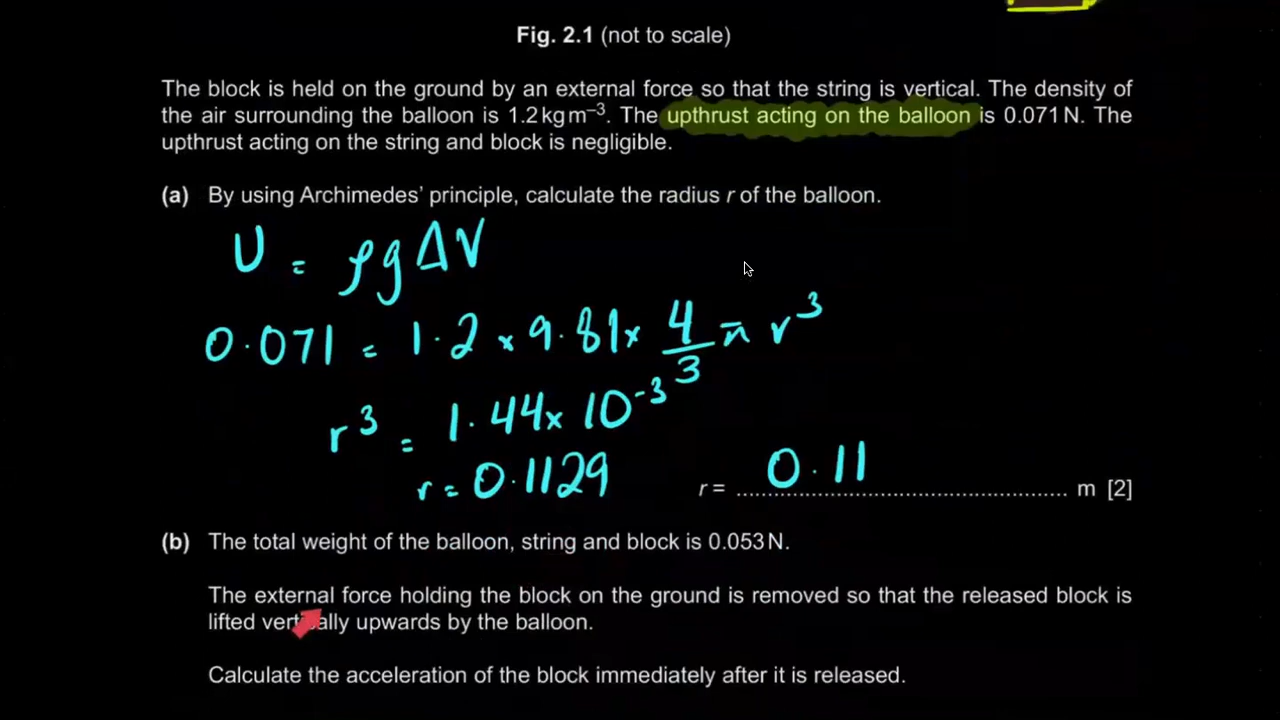 Fig. 2.1 (not to scale)
The block is held on the ground by an external force so that the string is vertical. The density of
the air surrounding the balloon is 1.2 kg m⁻³. The upthrust acting on the balloon is 0.071 N. The
upthrust acting on the string and block is negligible.
(a) By using Archimedes’ principle, calculate the radius r of the balloon.
U = ρgΔV
0.071 = 1.2 × 9.81 × 4/3 π r³
r³ = 1.44 × 10⁻³
r = 0.1129
r = 0.11 m [2]
(b) The total weight of the balloon, string and block is 0.053 N.
The external force holding the block on the ground is removed so that the released block is
lifted vertically upwards by the balloon.
Calculate the acceleration of the block immediately after it is released.